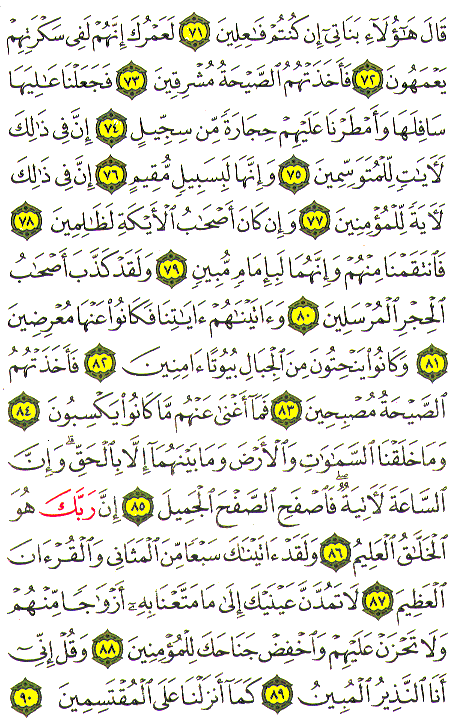 قَالَ هَٰٓؤُلَآءِ بَنَاتِىٓ إِن كُنتُمْ فَٰعِلِينَ ٧١ لَعَمْرُكَ إِنَّهُمْ لَفِى سَكْرَتِهِمْ
يَعْمَهُونَ ٧٢ فَأَخَذَتْهُمُ ٱلصَّيْحَةُ مُشْرِقِينَ ٧٣ فَجَعَلْنَا عَٰلِيَهَا
سَافِلَهَا وَأَمْطَرْنَا عَلَيْهِمْ حِجَارَةً مِّن سِجِّيلٍ ٧٤ إِنَّ فِى ذَٰلِكَ
لَءَايَٰتٍ لِّلْمُتَوَسِّمِينَ ٧٥ وَإِنَّهَا لَبِسَبِيلٍ مُّقِيمٍ ٧٦ إِنَّ فِى ذَٰلِكَ
لَءَايَةً لِّلْمُؤْمِنِينَ ٧٧ وَإِن كَانَ أَصْحَٰبُ ٱلْأَيْكَةِ لَظَٰلِمِينَ ٧٨
فَٱنتَقَمْنَا مِنْهُمْ وَإِنَّهُمَا لَبِإِمَامٍ مُّبِينٍ ٧٩ وَلَقَدْ كَذَّبَ أَصْحَٰبُ
ٱلْحِجْرِ ٱلْمُرْسَلِينَ ٨٠ وَءَاتَيْنَٰهُمْ ءَايَٰتِنَا فَكَانُوا۟ عَنْهَا مُعْرِضِينَ
٨١ وَكَانُوا۟ يَنْحِتُونَ مِنَ ٱلْجِبَالِ بُيُوتًا ءَامِنِينَ ٨٢ فَأَخَذَتْهُمُ
ٱلصَّيْحَةُ مُصْبِحِينَ ٨٣ فَمَآ أَغْنَىٰ عَنْهُم مَّا كَانُوا۟ يَكْسِبُونَ ٨٤
وَمَا خَلَقْنَا ٱلسَّمَٰوَٰتِ وَٱلْأَرْضَ وَمَا بَيْنَهُمَآ إِلَّا بِٱلْحَقِّ ۗ وَإِنَّ
ٱلسَّاعَةَ لَءَاتِيَةٌ ۖ فَٱصْفَحِ ٱلصَّفْحَ ٱلْجَمِيلَ ٨٥ إِنَّ رَبَّكَ هُوَ
ٱلْخَلَّٰقُ ٱلْعَلِيمُ ٨٦ وَلَقَدْ ءَاتَيْنَٰكَ سَبْعًا مِّنَ ٱلْمَثَانِى وَٱلْقُرْءَانَ
ٱلْعَظِيمَ ٨٧ لَا تَمُدَّنَّ عَيْنَيْكَ إِلَىٰ مَا مَتَّعْنَا بِهِۦٓ أَزْوَٰجًا مِّنْهُمْ
وَلَا تَحْزَنْ عَلَيْهِمْ وَٱخْفِضْ جَنَاحَكَ لِلْمُؤْمِنِينَ ٨٨ وَقُلْ إِنِّىٓ
أَنَا ٱلنَّذِيرُ ٱلْمُبِينُ ٨٩ كَمَآ أَنزَلْنَا عَلَى ٱلْمُقْتَسِمِينَ ٩٠